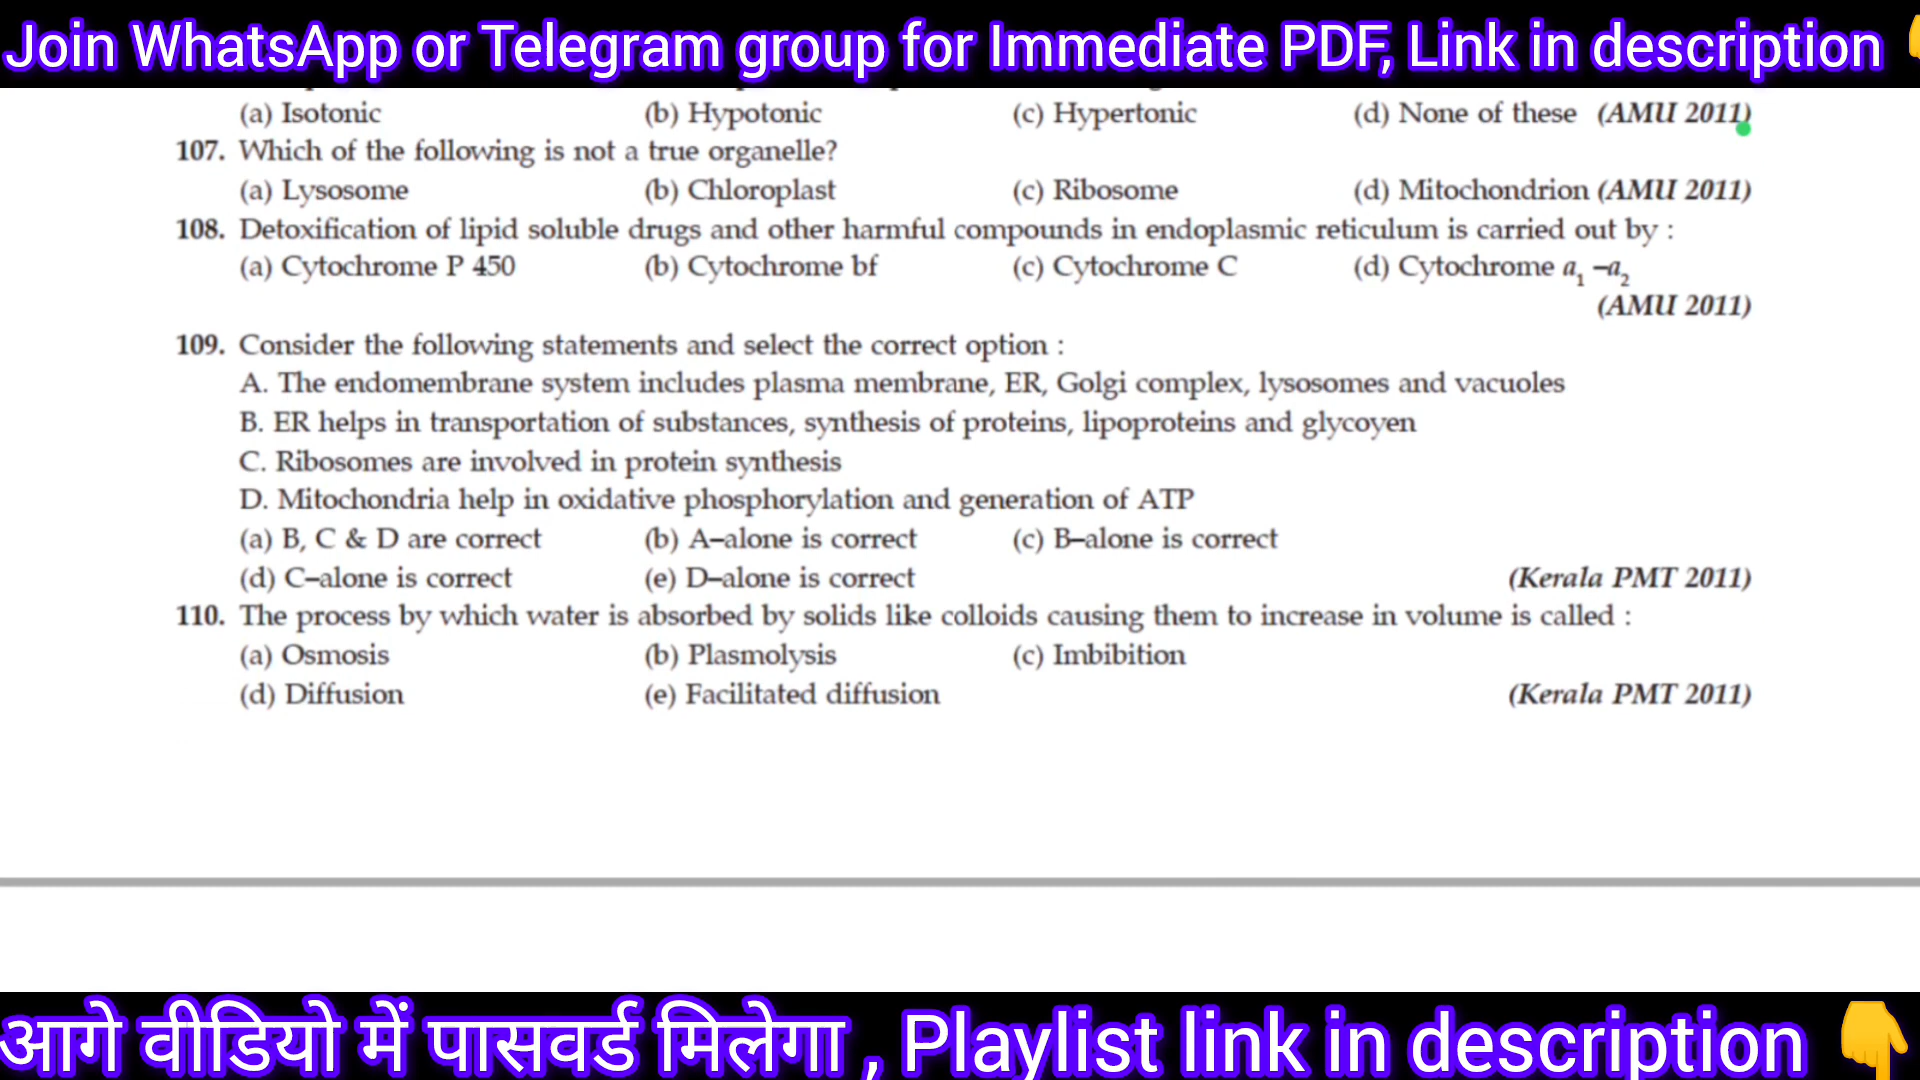 Join WhatsApp or Telegram group for Immediate PDF, Link in description
(a) Isotonic (b) Hypotonic (c) Hypertonic (d) None of these (AMU 2011)
107. Which of the following is not a true organelle?
(a) Lysosome (b) Chloroplast (c) Ribosome (d) Mitochondrion (AMU 2011)
108. Detoxification of lipid soluble drugs and other harmful compounds in endoplasmic reticulum is carried out by :
(a) Cytochrome P 450 (b) Cytochrome bf (c) Cytochrome C (d) Cytochrome a₁ –a₂
(AMU 2011)
109. Consider the following statements and select the correct option :
A. The endomembrane system includes plasma membrane, ER, Golgi complex, lysosomes and vacuoles
B. ER helps in transportation of substances, synthesis of proteins, lipoproteins and glycoyen
C. Ribosomes are involved in protein synthesis
D. Mitochondria help in oxidative phosphorylation and generation of ATP
(a) B, C & D are correct (b) A–alone is correct (c) B–alone is correct
(d) C–alone is correct (e) D–alone is correct (Kerala PMT 2011)
110. The process by which water is absorbed by solids like colloids causing them to increase in volume is called :
(a) Osmosis (b) Plasmolysis (c) Imbibition
(d) Diffusion (e) Facilitated diffusion (Kerala PMT 2011)
आगे वीडियो में पासवर्ड मिलेगा , Playlist link in description